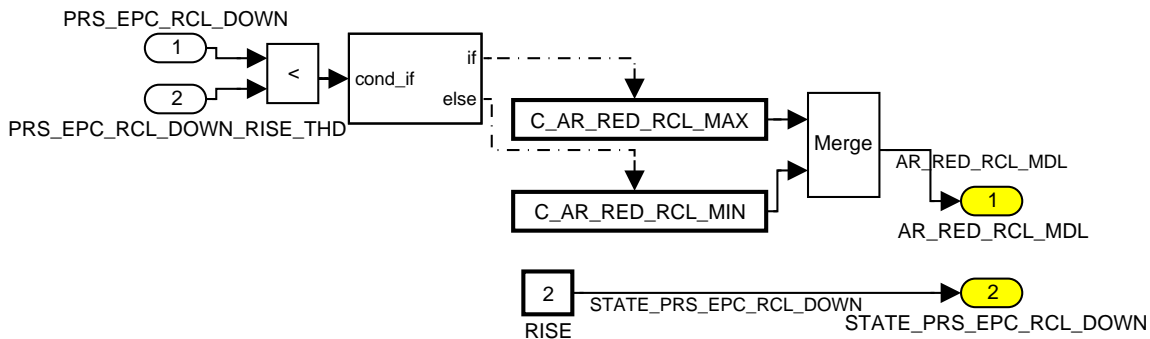 PRS_EPC_RCL_DOWN
1
2
PRS_EPC_RCL_DOWN_RISE_THD
<
cond_if
if
else
C_AR_RED_RCL_MAX
C_AR_RED_RCL_MIN
Merge
AR_RED_RCL_MDL
1
AR_RED_RCL_MDL
2
RISE
STATE_PRS_EPC_RCL_DOWN
2
STATE_PRS_EPC_RCL_DOWN